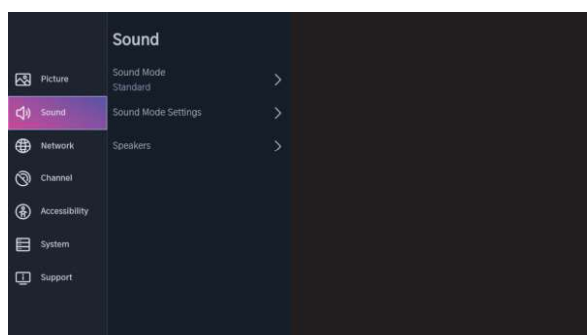 Sound
Picture
Sound
Network
Channel
Accessibility
System
Support
Sound Mode
Standard
Sound Mode Settings
Speakers